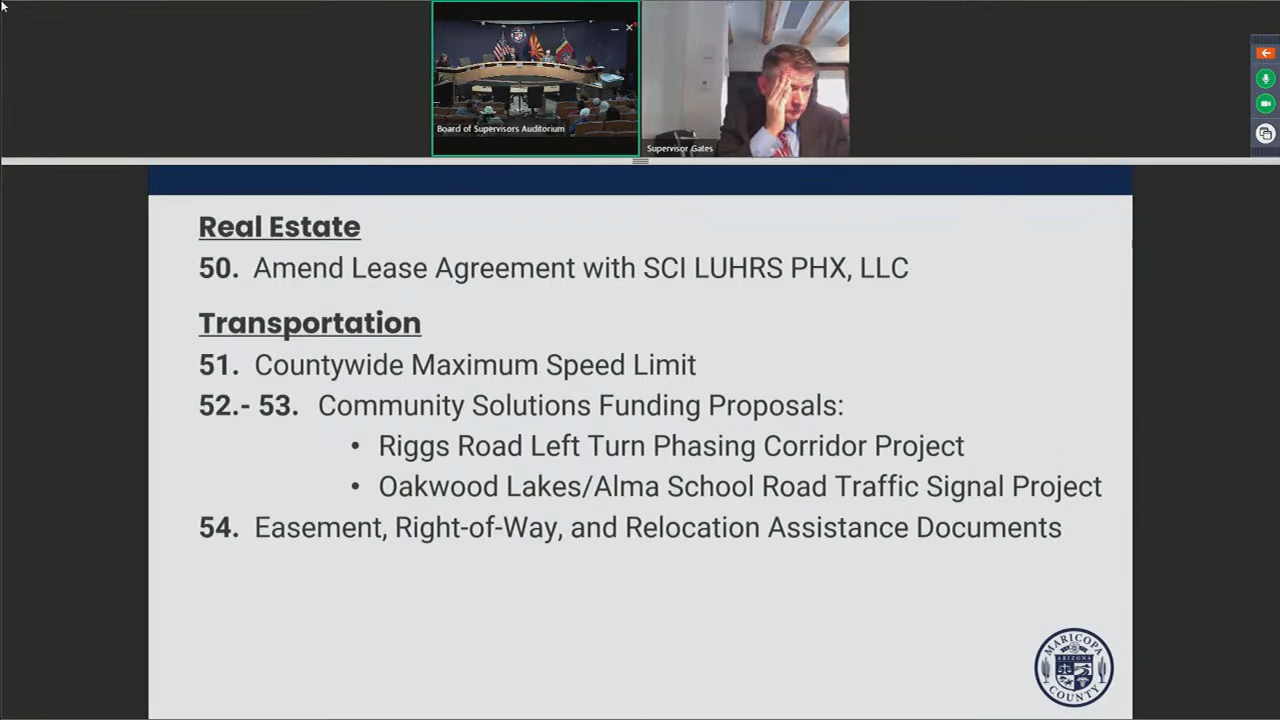 Board of Supervisors Auditorium
Supervisor Gates
Real Estate
50. Amend Lease Agreement with SCI LUHRS PHX, LLC
Transportation
51. Countywide Maximum Speed Limit
52.- 53. Community Solutions Funding Proposals:
• Riggs Road Left Turn Phasing Corridor Project
• Oakwood Lakes/Alma School Road Traffic Signal Project
54. Easement, Right-of-Way, and Relocation Assistance Documents
MARICOPA
ARIZONA
COUNTY